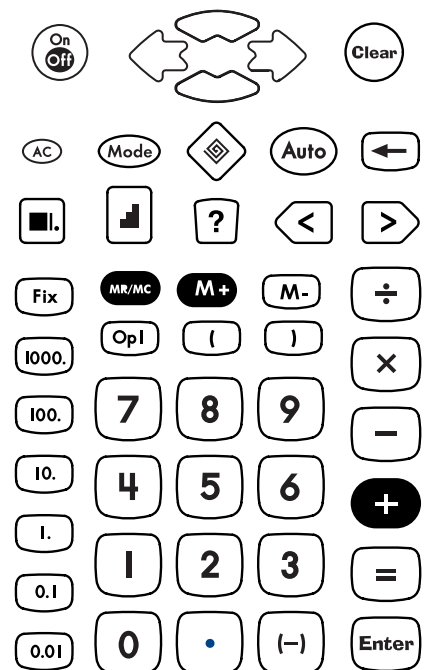 On
Off
Clear
AC Mode Auto ←
? < >
Fix MR/MC M+ M- ÷
Op1 ( )
1000. ×
7 8 9
100. −
10. 4 5 6
+
1. 1 2 3
=
0.1
0.01 0 . (–) Enter